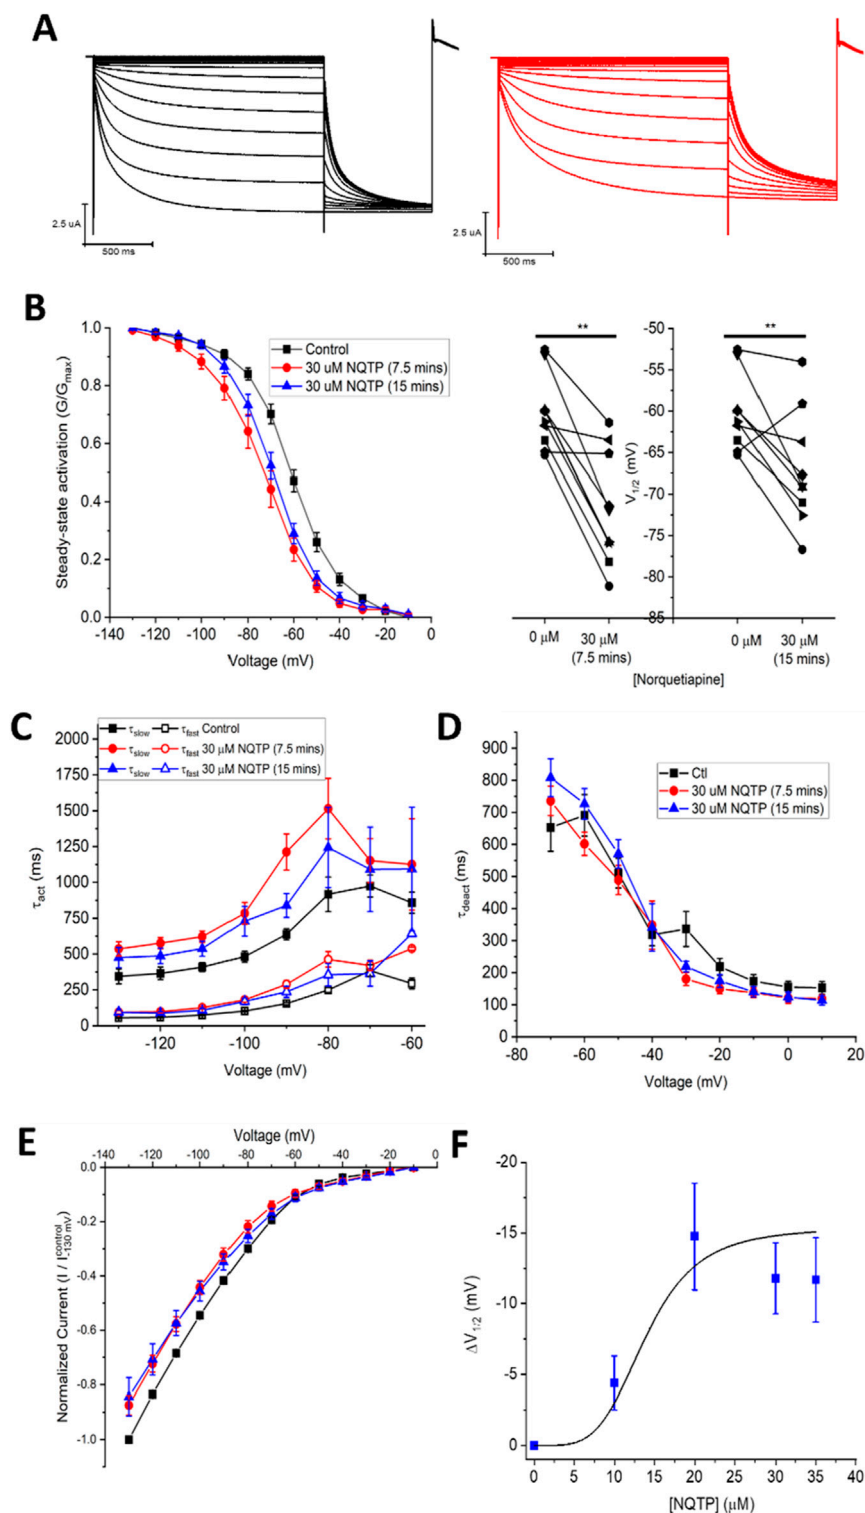 A
2.5 uA
500 ms
2.5 uA
500 ms
B
Steady-state activation (G/Gmax)
1.0
0.8
0.6
0.4
0.2
0.0
Control
30 uM NQTP (7.5 mins)
30 uM NQTP (15 mins)
-140 -120 -100 -80 -60 -40 -20 0
Voltage (mV)
** **
V1/2 (mV)
-50
-55
-60
-65
-70
-75
-80
-85
0 μM 30 μM (7.5 mins)
0 μM 30 μM (15 mins)
[Norquetiapine]
C
τact (ms)
2000
1750
1500
1250
1000
750
500
250
0
τslow τfast Control
τslow τfast 30 μM NQTP (7.5 mins)
τslow τfast 30 μM NQTP (15 mins)
-120 -100 -80 -60
Voltage (mV)
D
τdeact (ms)
900
800
700
600
500
400
300
200
100
0
Ctl
30 uM NQTP (7.5 mins)
30 uM NQTP (15 mins)
-80 -60 -40 -20 0 20
Voltage (mV)
E
Voltage (mV)
-140 -120 -100 -80 -60 -40 -20 0
0.0
-0.2
-0.4
-0.6
-0.8
-1.0
Normalized Current (I / Icontrol-130 mV)
F
ΔV1/2 (mV)
-20
-15
-10
-5
0
0 5 10 15 20 25 30 35 40
[NQTP] (μM)